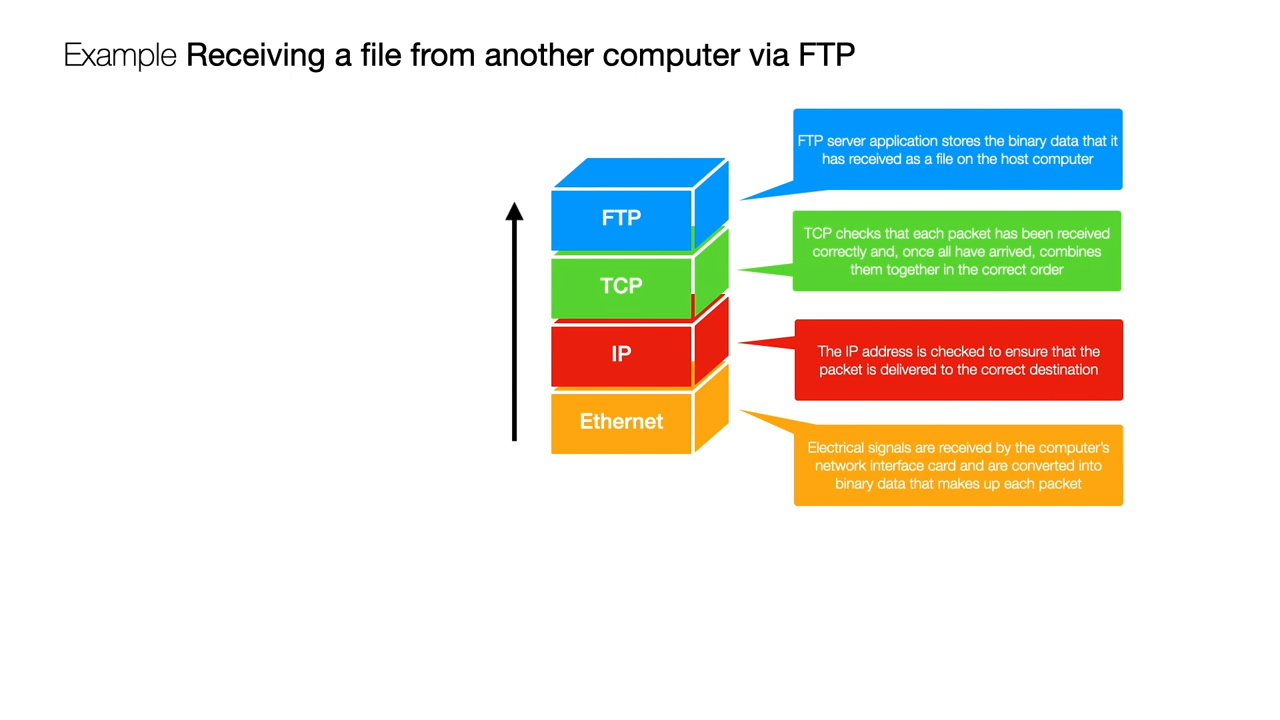 Example Receiving a file from another computer via FTP
FTP server application stores the binary data that it
has received as a file on the host computer
FTP
TCP checks that each packet has been received
correctly and, once all have arrived, combines
them together in the correct order
TCP
The IP address is checked to ensure that the
packet is delivered to the correct destination
IP
Ethernet
Electrical signals are received by the computer's
network interface card and are converted into
binary data that makes up each packet